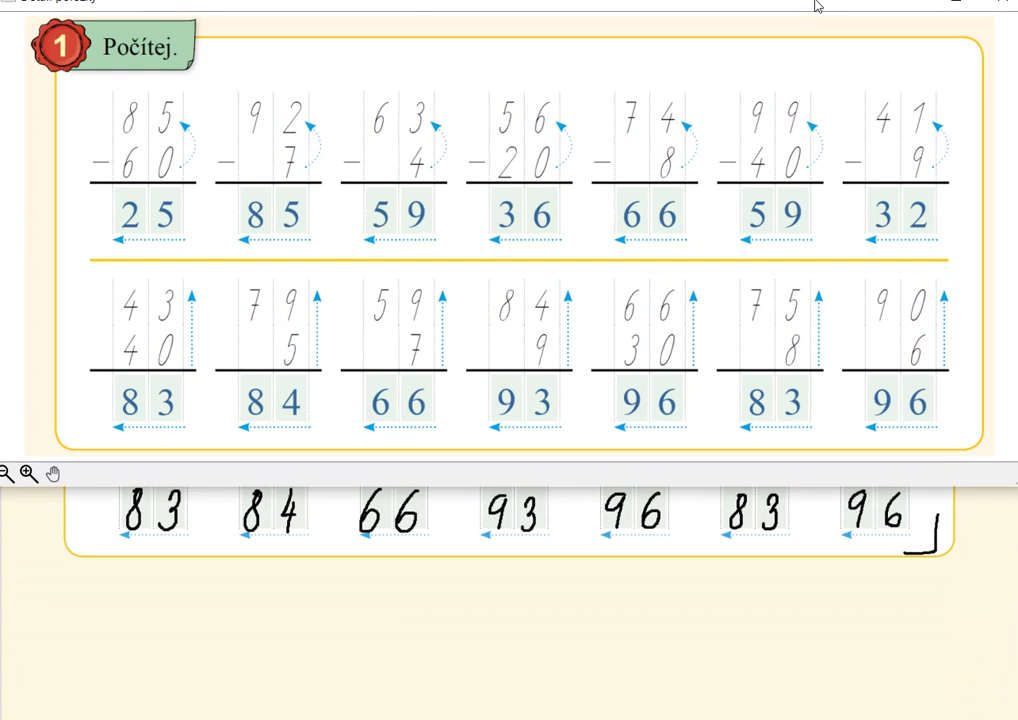 1 Počítej.
85 92 63 56 74 99 41
−60 − 7 − 4 −20 − 8 −40 − 9
25 85 59 36 66 59 32
43 79 59 84 66 75 90
40 5 7 9 30 8 6
83 84 66 93 96 83 96
83 84 66 93 96 83 96